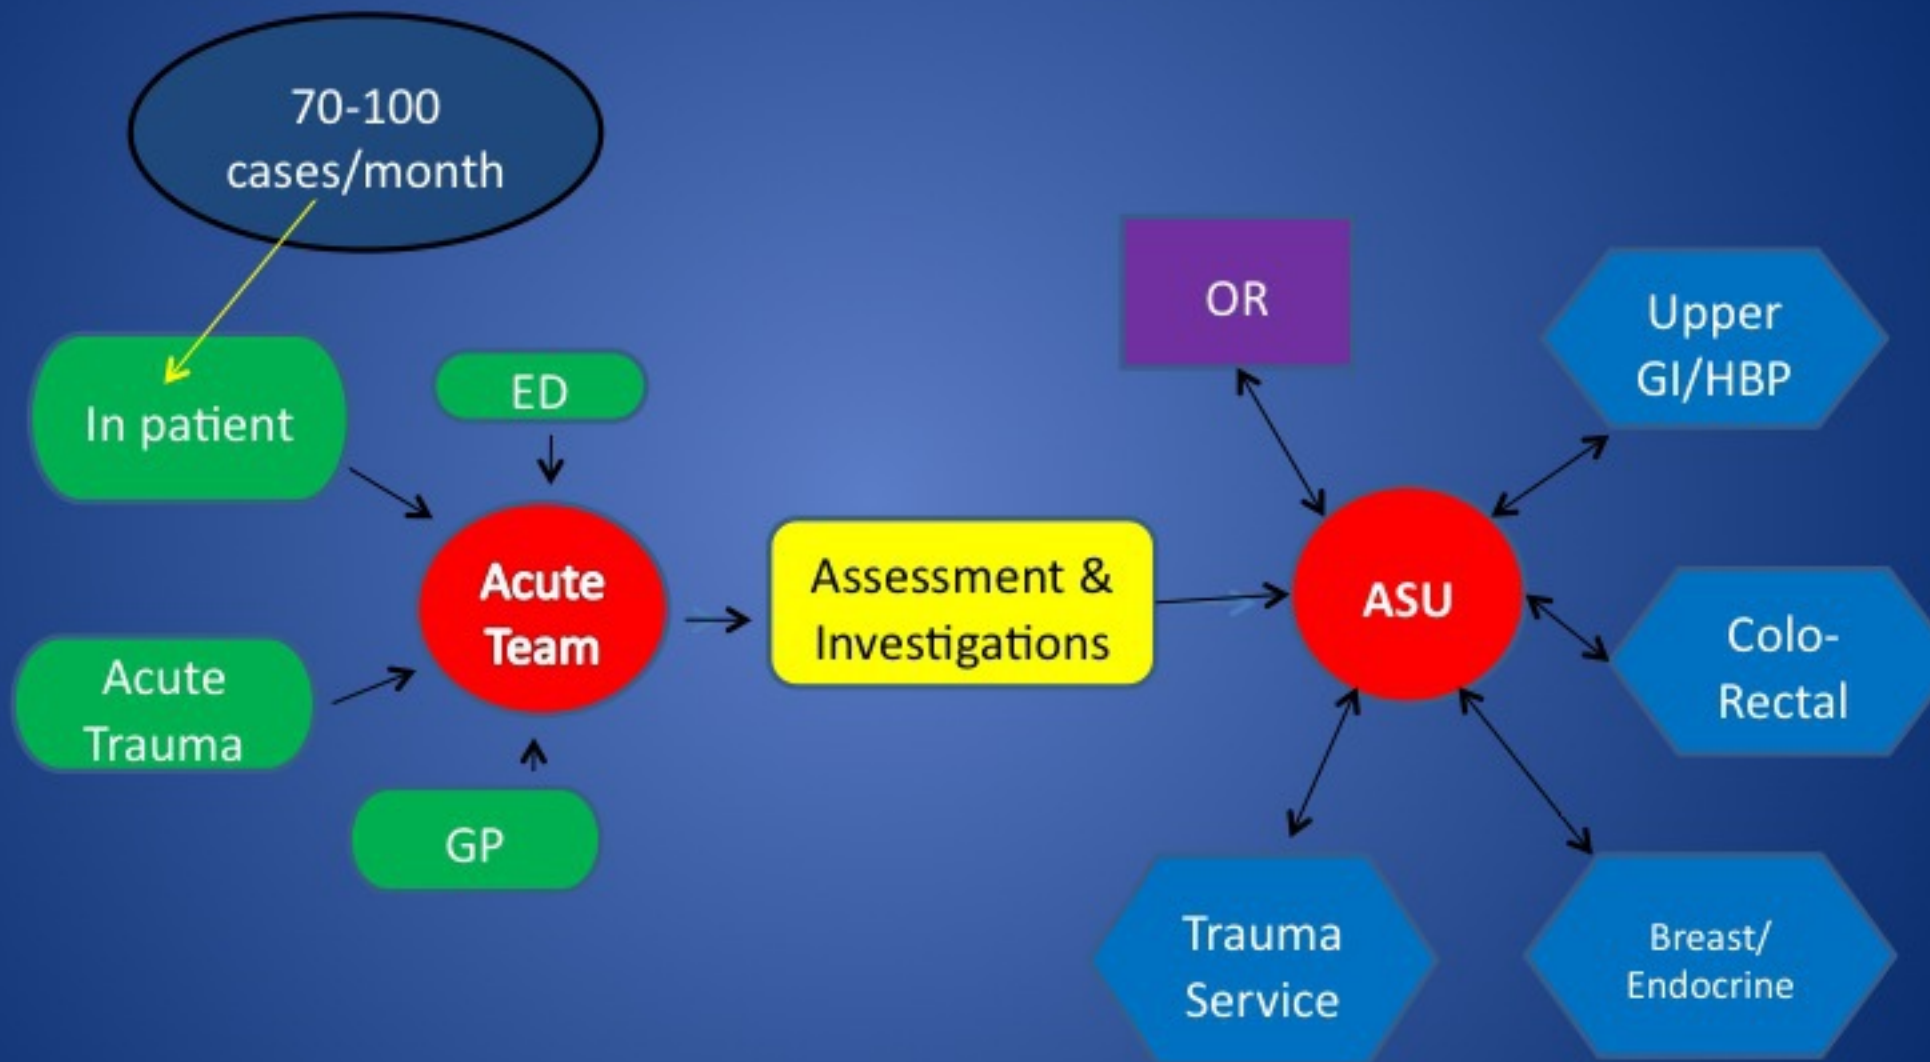 70-100
cases/month
In patient
ED
Acute
Team
Acute
Trauma
GP
Assessment &
Investigations
OR
ASU
Upper
GI/HBP
Colo-
Rectal
Trauma
Service
Breast/
Endocrine